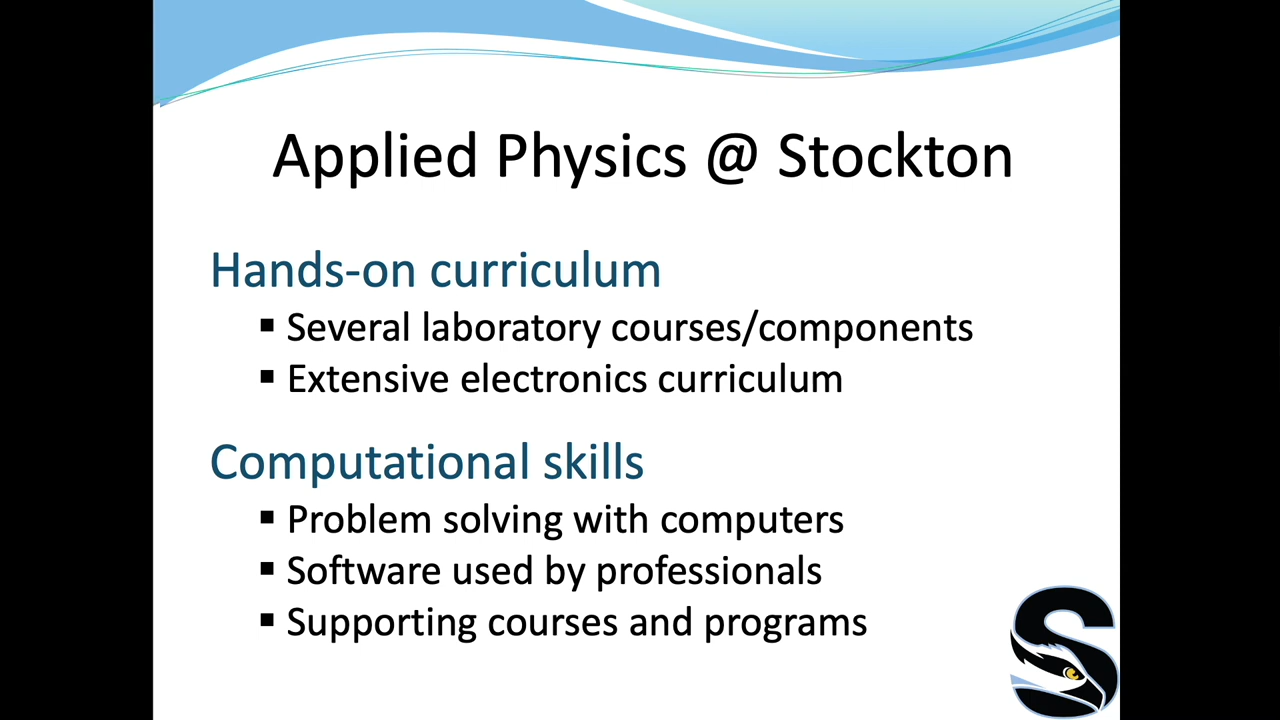 Applied Physics @ Stockton
Hands-on curriculum
▪ Several laboratory courses/components
▪ Extensive electronics curriculum
Computational skills
▪ Problem solving with computers
▪ Software used by professionals
▪ Supporting courses and programs
S